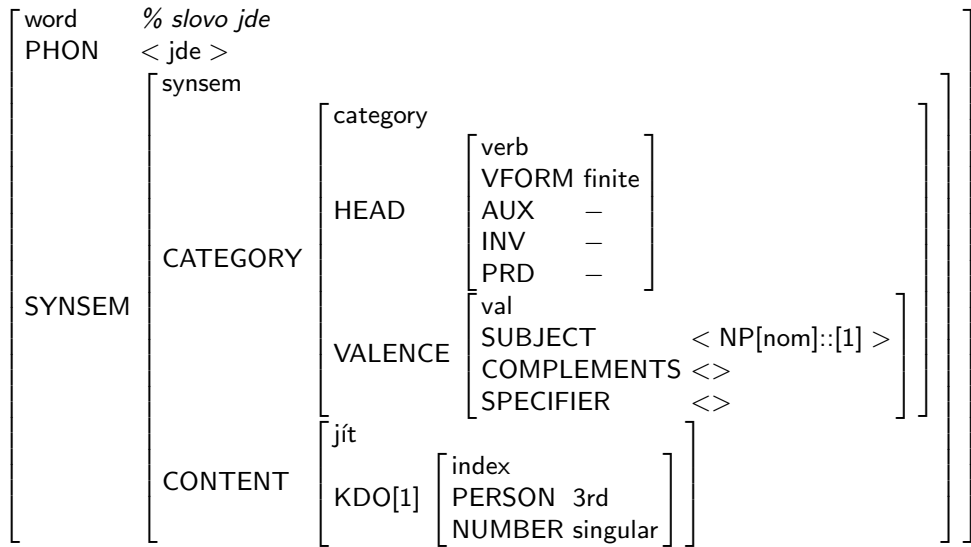 word % slovo jde
PHON < jde >
synsem
category
verb
VFORM finite
HEAD AUX −
INV −
CATEGORY PRD −
SYNSEM val
SUBJECT < NP[nom]::[1] >
VALENCE COMPLEMENTS <>
SPECIFIER <>
jít
index
CONTENT KDO[1] PERSON 3rd
NUMBER singular